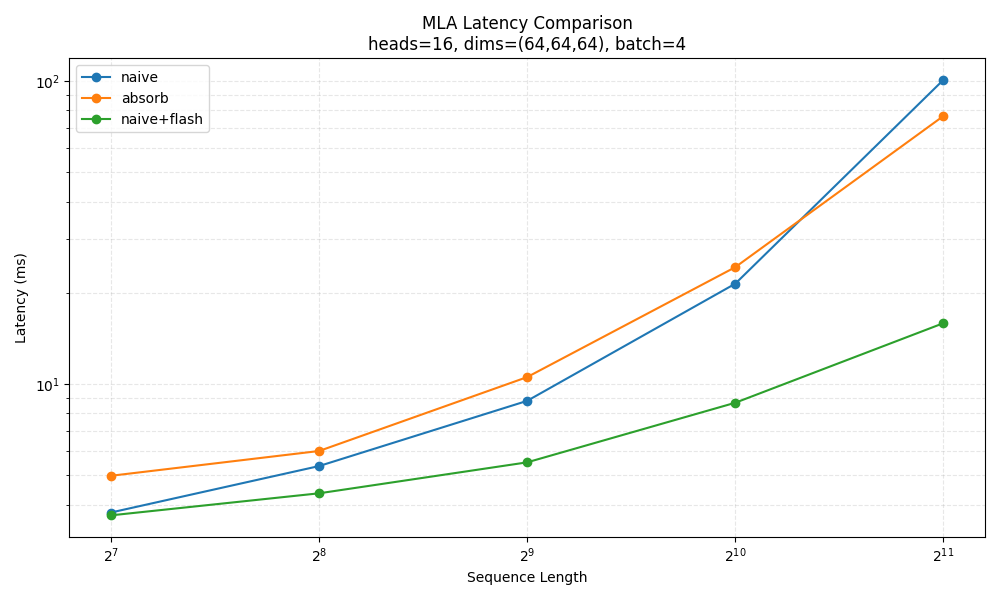 MLA Latency Comparison
heads=16, dims=(64,64,64), batch=4
naive
absorb
naive+flash
10²
10¹
Latency (ms)
2⁷ 2⁸ 2⁹ 2¹⁰ 2¹¹
Sequence Length